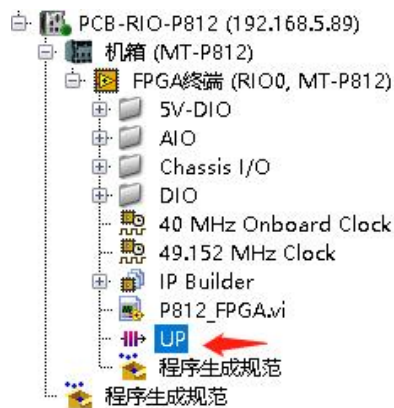 PCB-RIO-P812 (192.168.5.89)
机箱 (MT-P812)
FPGA终端 (RIO0, MT-P812)
5V-DIO
AIO
Chassis I/O
DIO
40 MHz Onboard Clock
49.152 MHz Clock
IP Builder
P812_FPGA.vi
UP
程序生成规范
程序生成规范